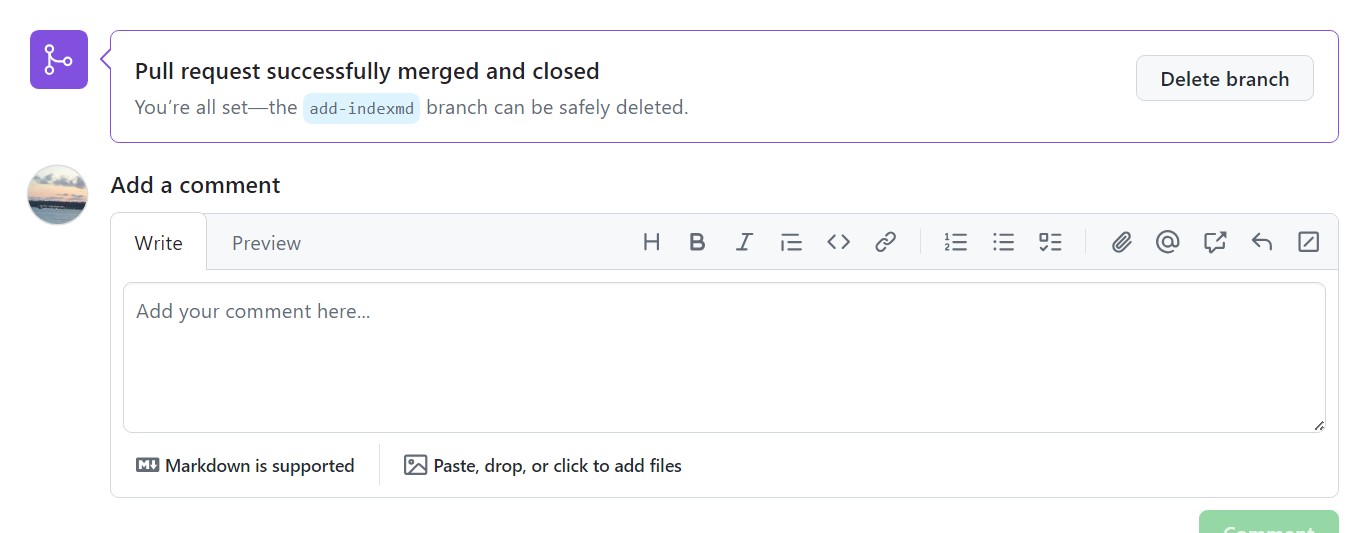 Pull request successfully merged and closed
Delete branch
You’re all set—the add-indexmd branch can be safely deleted.
Add a comment
Write Preview
Add your comment here...
Markdown is supported
Paste, drop, or click to add files
Comment